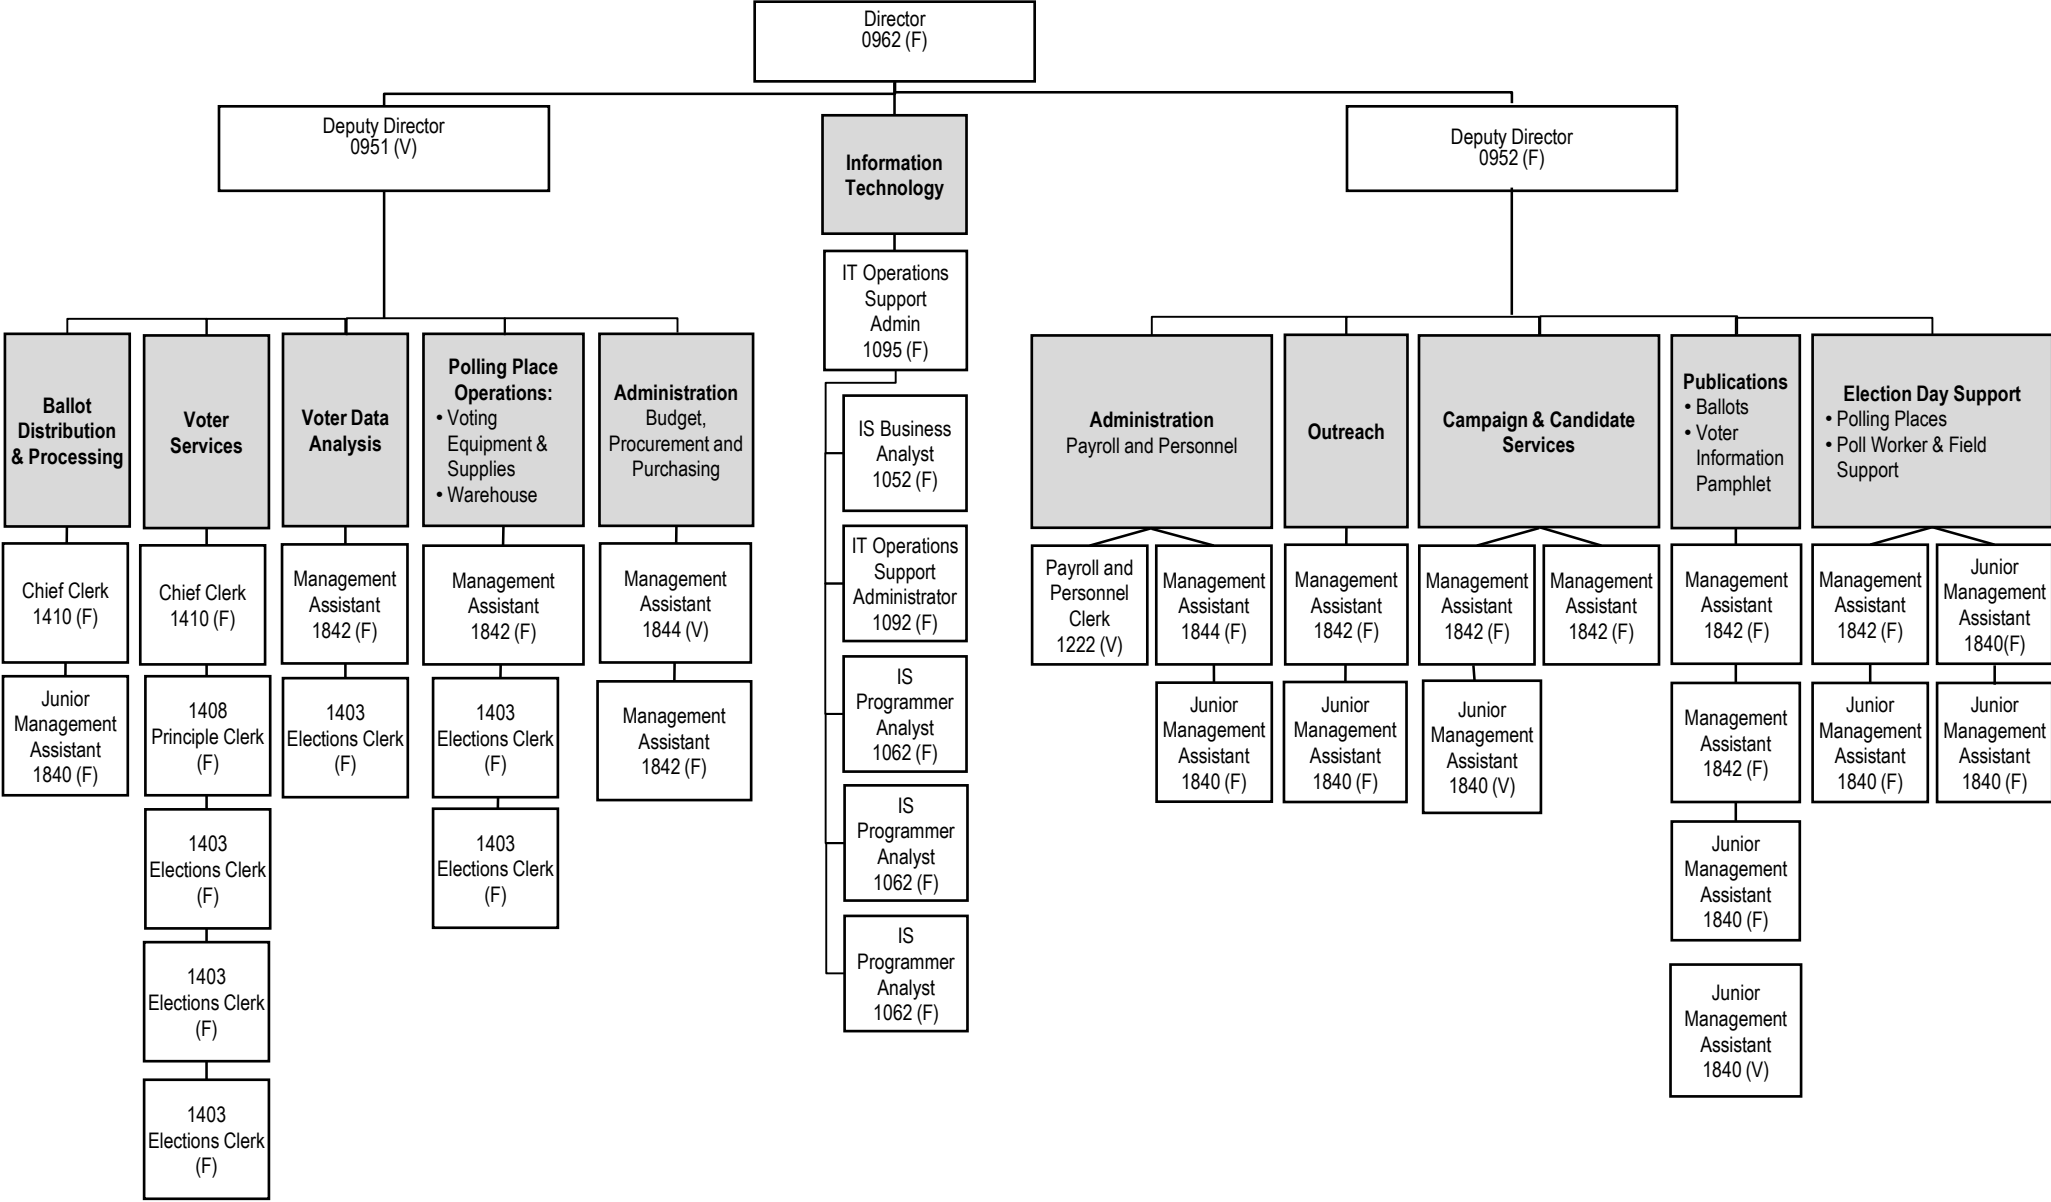 Director
0962 (F)
Deputy Director
0951 (V)
Information
Technology
Deputy Director
0952 (F)
IT Operations
Support
Admin
1095 (F)
Ballot
Distribution
& Processing
Voter
Services
Voter Data
Analysis
Polling Place
Operations:
• Voting
Equipment &
Supplies
• Warehouse
Administration
Budget,
Procurement and
Purchasing
Administration
Payroll and Personnel
Outreach
Campaign & Candidate
Services
Publications
• Ballots
• Voter
Information
Pamphlet
Election Day Support
• Polling Places
• Poll Worker & Field
Support
Chief Clerk
1410 (F)
Junior
Management
Assistant
1840 (F)
Chief Clerk
1410 (F)
1408
Principle Clerk
(F)
1403
Elections Clerk
(F)
1403
Elections Clerk
(F)
1403
Elections Clerk
(F)
Management
Assistant
1842 (F)
1403
Elections Clerk
(F)
Management
Assistant
1842 (F)
1403
Elections Clerk
(F)
1403
Elections Clerk
(F)
Management
Assistant
1844 (V)
Management
Assistant
1842 (F)
IS Business
Analyst
1052 (F)
IT Operations
Support
Administrator
1092 (F)
IS
Programmer
Analyst
1062 (F)
IS
Programmer
Analyst
1062 (F)
IS
Programmer
Analyst
1062 (F)
Payroll and
Personnel
Clerk
1222 (V)
Management
Assistant
1844 (F)
Junior
Management
Assistant
1840 (F)
Management
Assistant
1842 (F)
Junior
Management
Assistant
1840 (F)
Management
Assistant
1842 (F)
Junior
Management
Assistant
1840 (V)
Management
Assistant
1842 (F)
Management
Assistant
1842 (F)
Management
Assistant
1842 (F)
Junior
Management
Assistant
1840 (F)
Junior
Management
Assistant
1840 (V)
Management
Assistant
1842 (F)
Junior
Management
Assistant
1840 (F)
Junior
Management
Assistant
1840(F)
Junior
Management
Assistant
1840 (F)